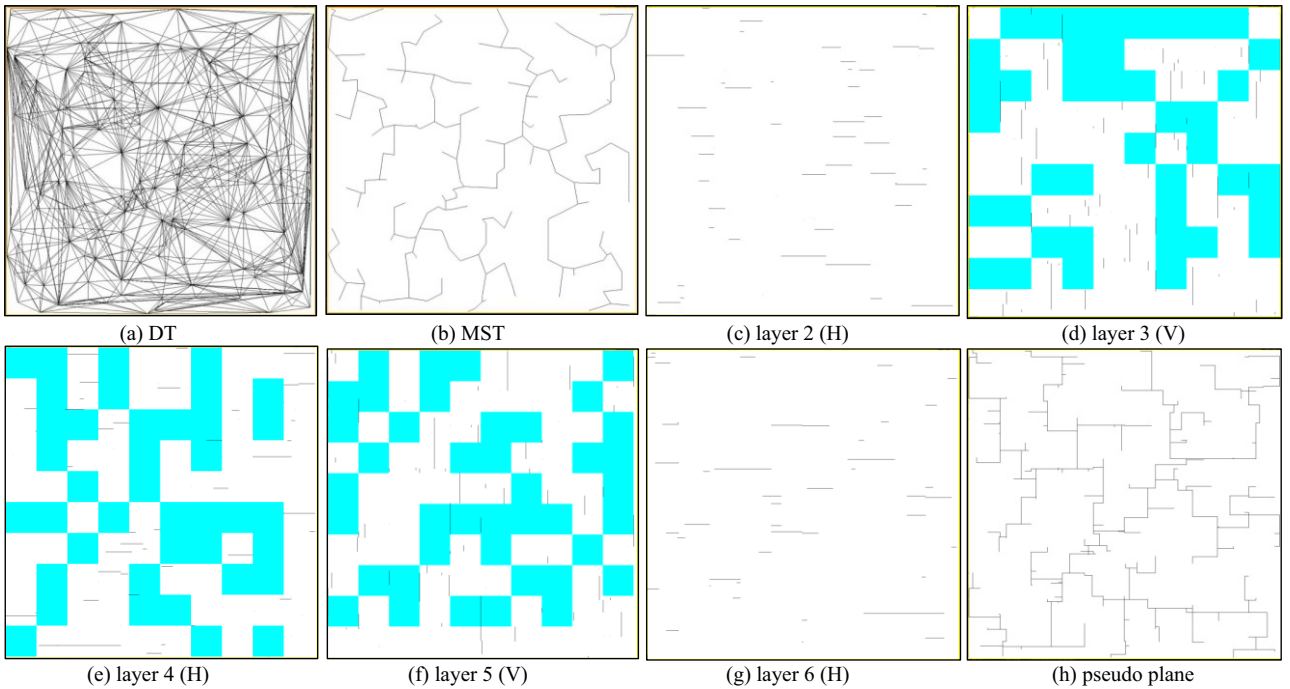 (a) DT
(b) MST
(c) layer 2 (H)
(d) layer 3 (V)
(e) layer 4 (H)
(f) layer 5 (V)
(g) layer 6 (H)
(h) pseudo plane